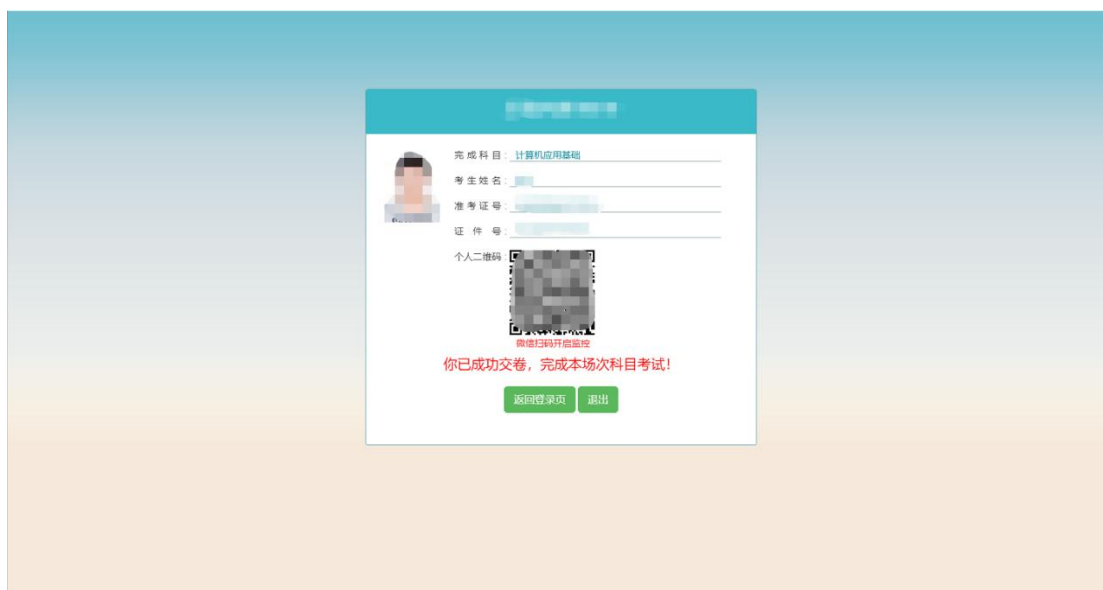 完成科目： 计算机应用基础
考生姓名：
准考证号：
证 件 号：
个人二维码
微信扫码开启监控
你已成功交卷，完成本场次科目考试！
返回登录页 退出